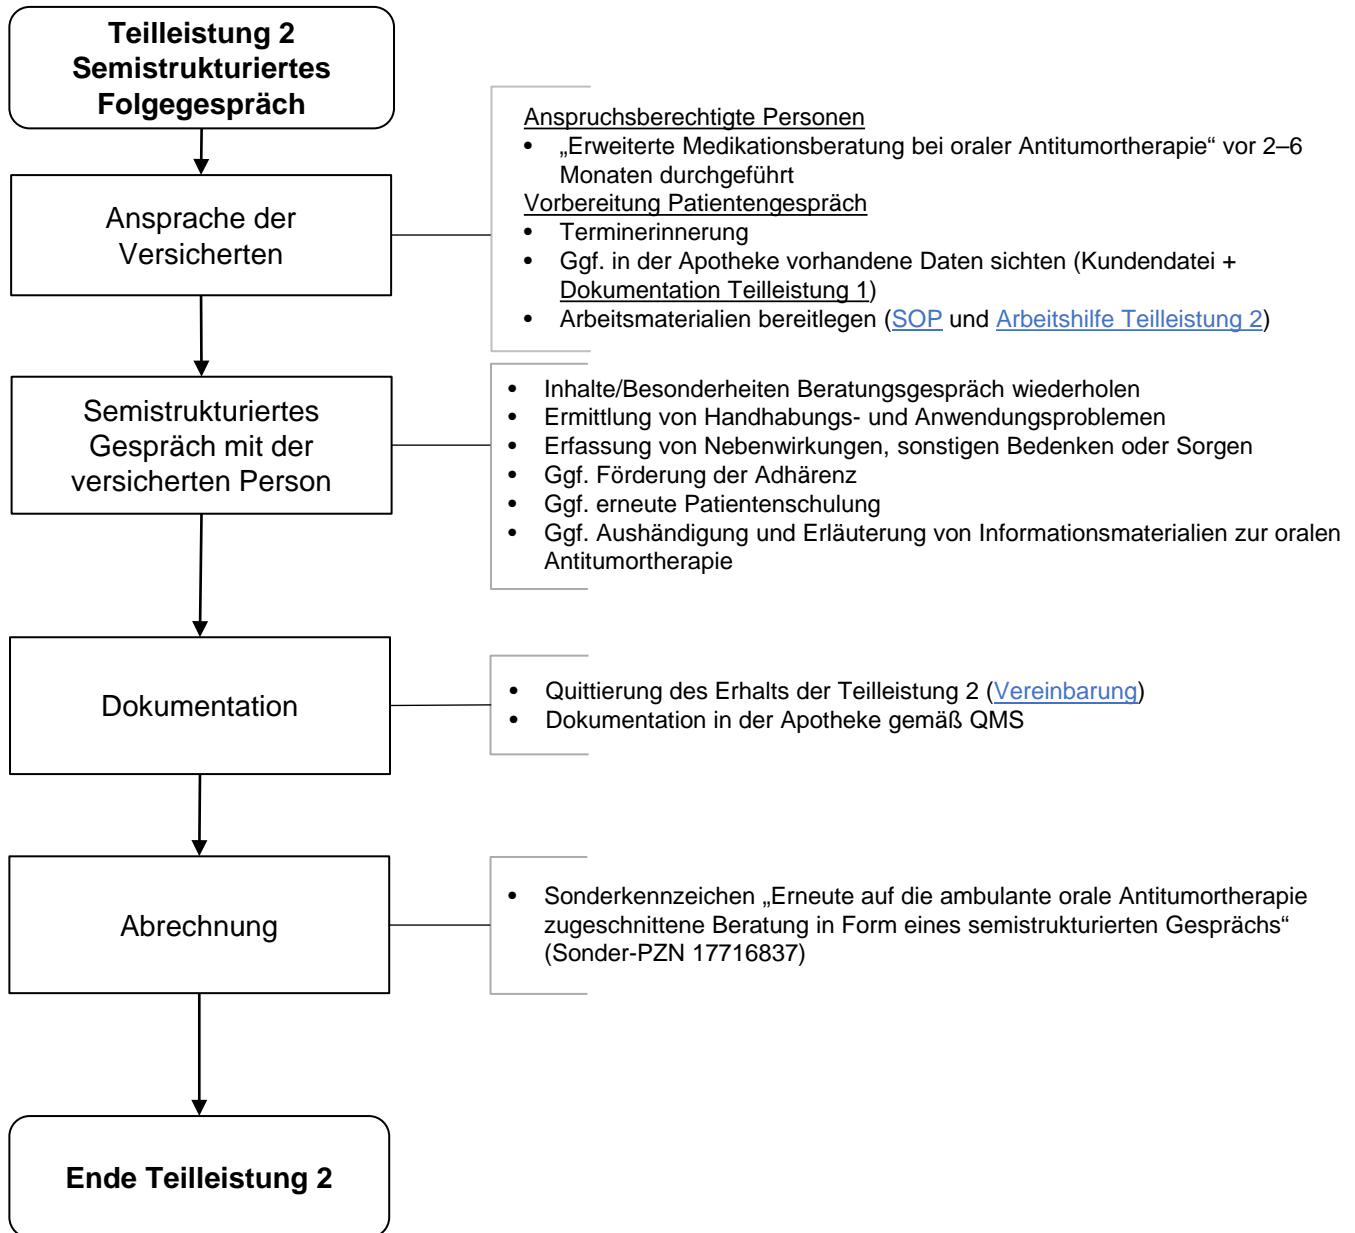 Teilleistung 2
Semistrukturiertes
Folgegespräch
Anspruchsberechtigte Personen
• „Erweiterte Medikationsberatung bei oraler Antitumortherapie“ vor 2–6
Monaten durchgeführt
Vorbereitung Patientengespräch
• Terminerinnerung
• Ggf. in der Apotheke vorhandene Daten sichten (Kundendatei +
Dokumentation Teilleistung 1)
• Arbeitsmaterialien bereitlegen (SOP und Arbeitshilfe Teilleistung 2)
Ansprache der
Versicherten
Semistrukturiertes
Gespräch mit der
versicherten Person
• Inhalte/Besonderheiten Beratungsgespräch wiederholen
• Ermittlung von Handhabungs- und Anwendungsproblemen
• Erfassung von Nebenwirkungen, sonstigen Bedenken oder Sorgen
• Ggf. Förderung der Adhärenz
• Ggf. erneute Patientenschulung
• Ggf. Aushändigung und Erläuterung von Informationsmaterialien zur oralen
Antitumortherapie
Dokumentation
• Quittierung des Erhalts der Teilleistung 2 (Vereinbarung)
• Dokumentation in der Apotheke gemäß QMS
Abrechnung
• Sonderkennzeichen „Erneute auf die ambulante orale Antitumortherapie
zugeschnittene Beratung in Form eines semistrukturierten Gesprächs“
(Sonder-PZN 17716837)
Ende Teilleistung 2